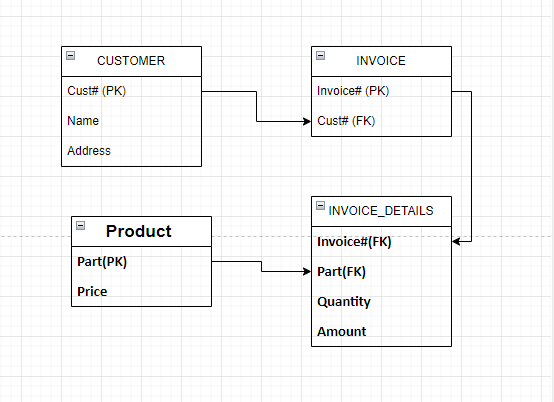 CUSTOMER
Cust# (PK)
Name
Address
INVOICE
Invoice# (PK)
Cust# (FK)
Product
Part(PK)
Price
INVOICE_DETAILS
Invoice#(FK)
Part(FK)
Quantity
Amount